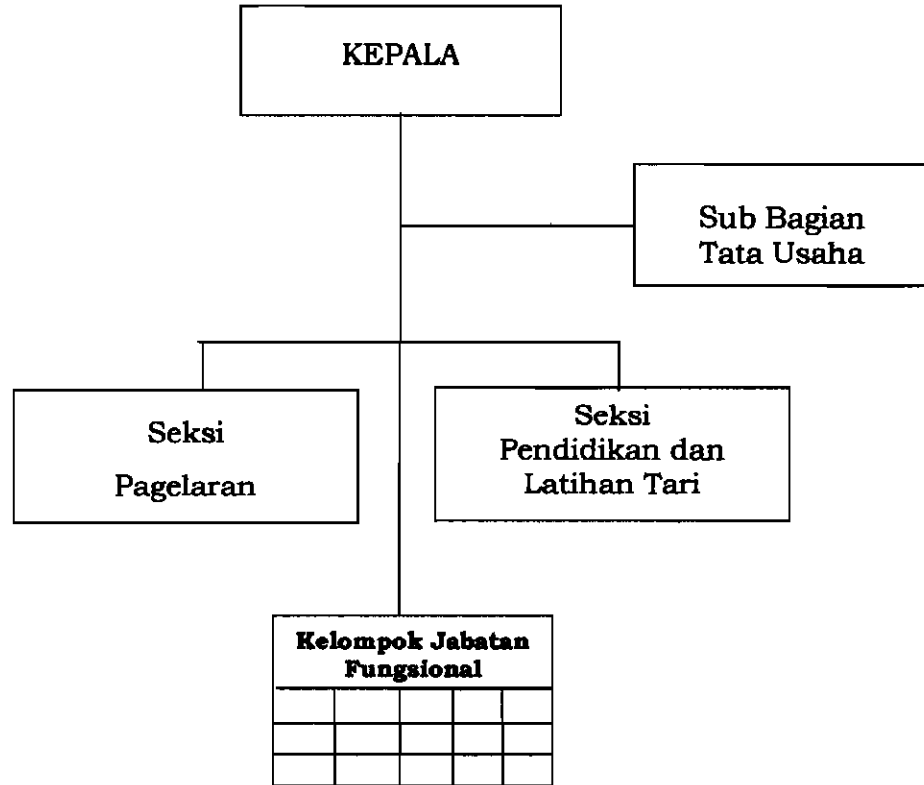 KEPALA
Sub Bagian
Tata Usaha
Seksi
Pagelaran
Seksi
Pendidikan dan
Latihan Tari
Kelompok Jabatan
Fungsional